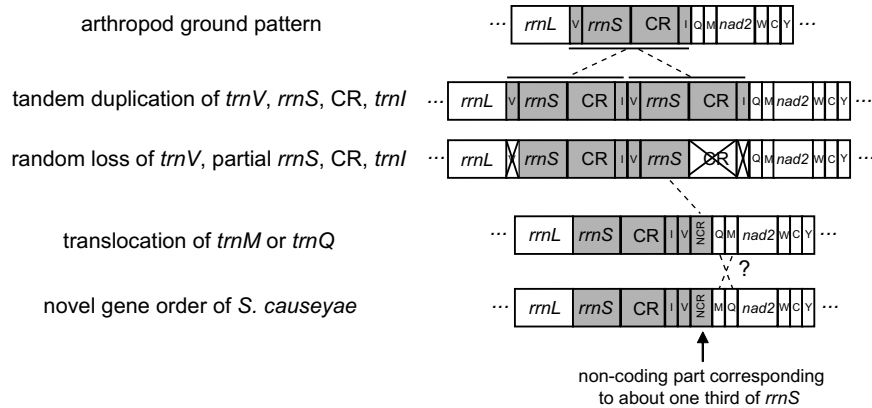 arthropod ground pattern
... rrnL V rrnS CR I Q M nad2 W C Y ...
tandem duplication of trnV, rrnS, CR, trnI
... rrnL V rrnS CR I V rrnS CR I Q M nad2 W C Y ...
random loss of trnV, partial rrnS, CR, trnI
... rrnL rrnS CR I V rrnS CR Q M nad2 W C Y ...
translocation of trnM or trnQ
... rrnL rrnS CR I V NCR Q M nad2 W C Y ...
?
novel gene order of S. causeyae
... rrnL rrnS CR I V NCR M Q nad2 W C Y ...
non-coding part corresponding
to about one third of rrnS